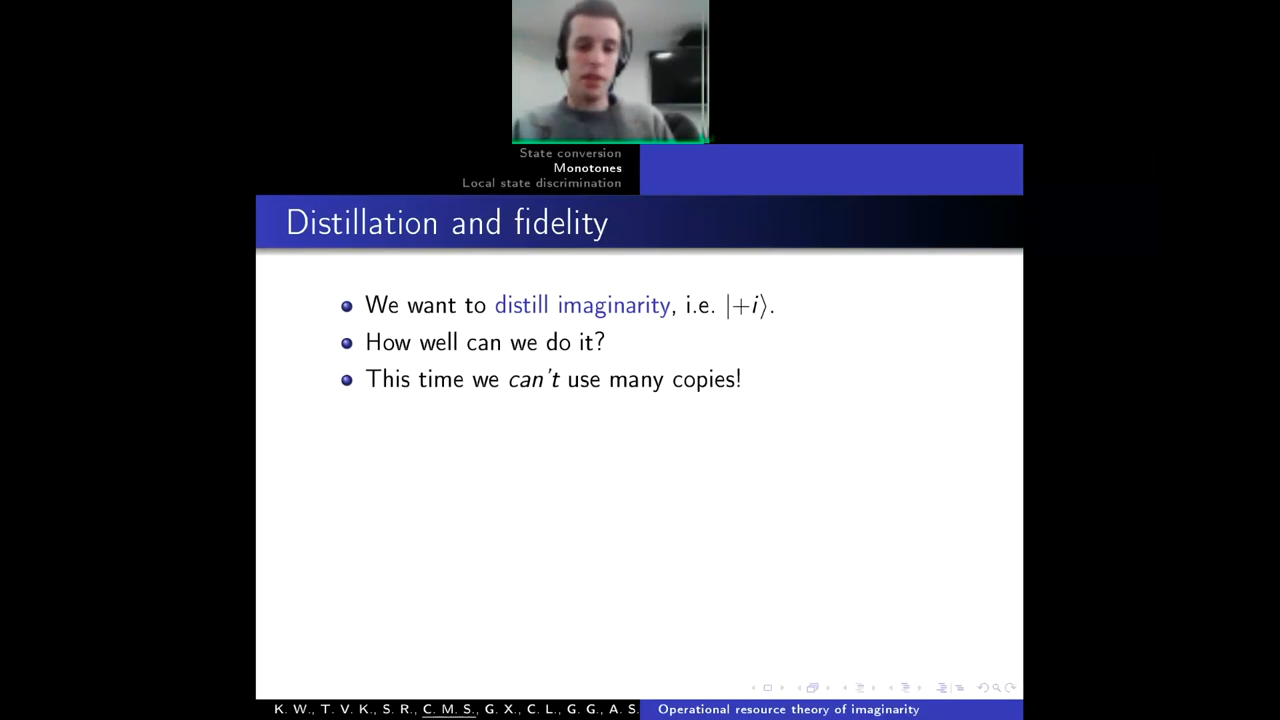 State conversion
Monotones
Local state discrimination
Distillation and fidelity
We want to distill imaginarity, i.e. |+i⟩.
How well can we do it?
This time we can't use many copies!
K. W., T. V. K., S. R., C. M. S., G. X., C. L., G. G., A. S.
Operational resource theory of imaginarity